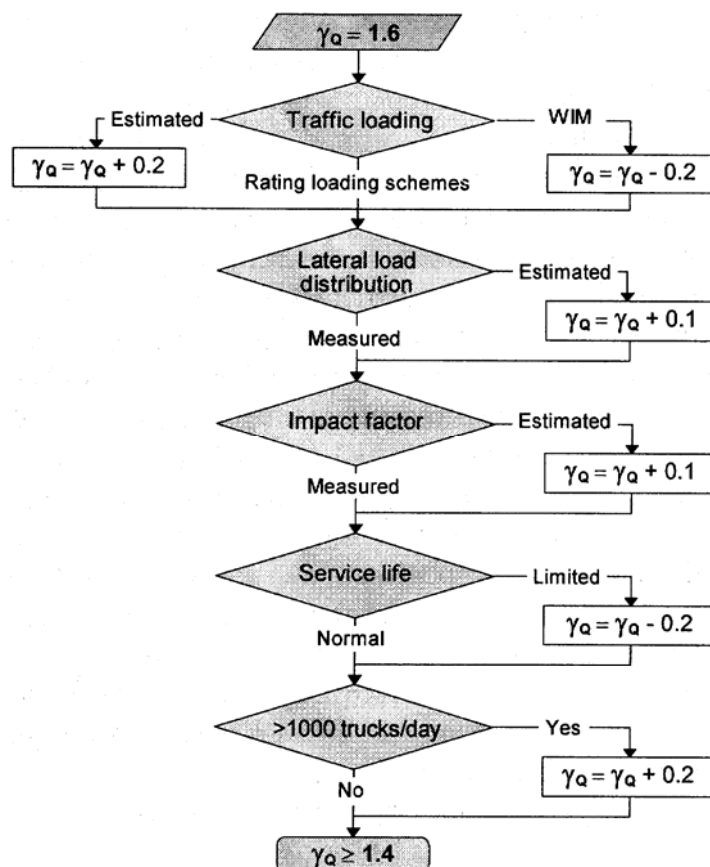 γQ = 1.6
Traffic loading
Estimated
WIM
γQ = γQ + 0.2
Rating loading schemes
γQ = γQ - 0.2
Lateral load
distribution
Estimated
γQ = γQ + 0.1
Measured
Impact factor
Estimated
γQ = γQ + 0.1
Measured
Service life
Limited
γQ = γQ - 0.2
Normal
>1000 trucks/day
Yes
γQ = γQ + 0.2
No
γQ ≥ 1.4